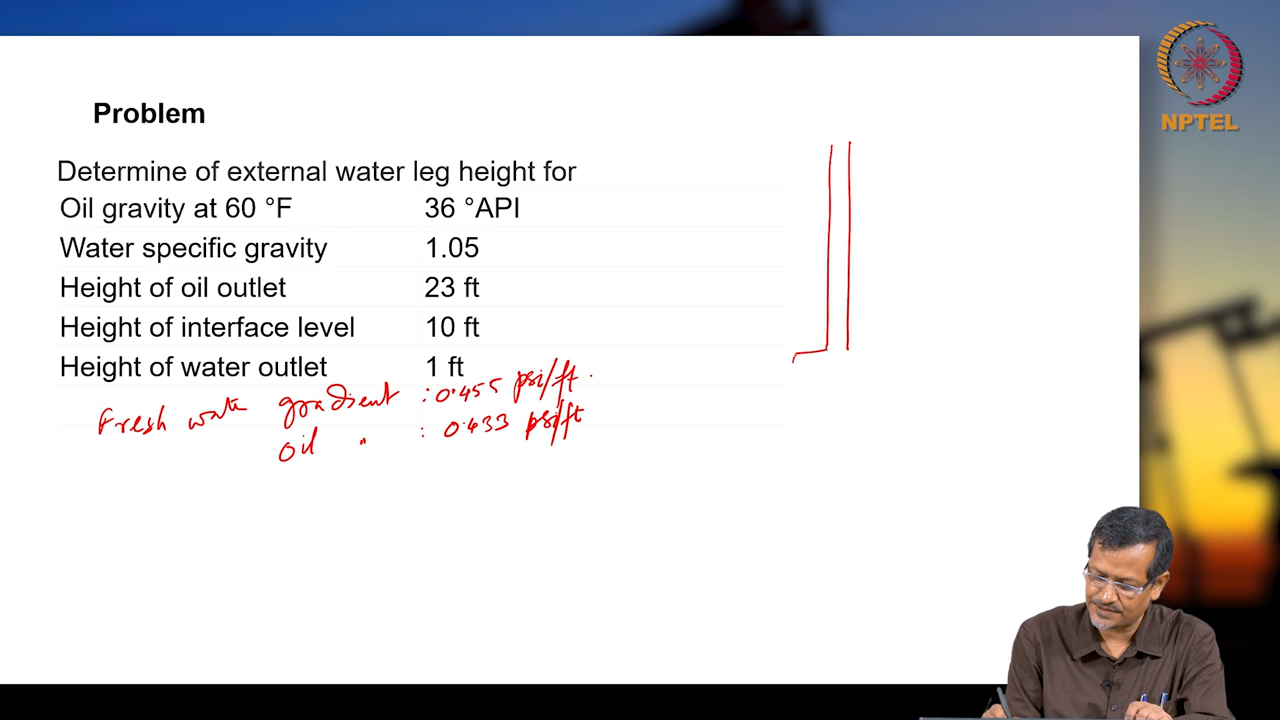 Problem
Determine of external water leg height for
Oil gravity at 60 °F 36 °API
Water specific gravity 1.05
Height of oil outlet 23 ft
Height of interface level 10 ft
Height of water outlet 1 ft
Fresh water gradient : 0.455 psi/ft.
Oil " : 0.433 psi/ft
NPTEL